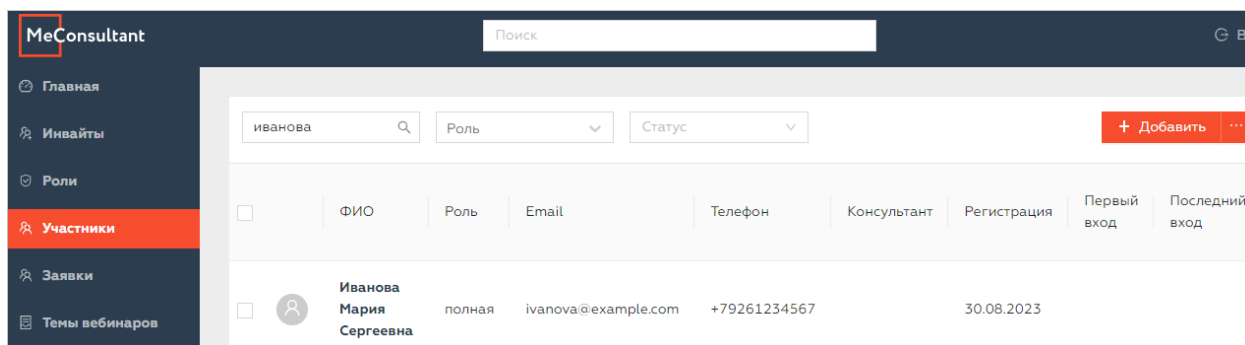 MeConsultant
Поиск
Главная
Инвайты
Роли
Участники
Заявки
Темы вебинаров
иванова
Роль
Статус
+ Добавить ...
ФИО Роль Email Телефон Консультант Регистрация Первый вход Последний вход
Иванова
Мария
Сергеевна
полная ivanova@example.com +79261234567 30.08.2023